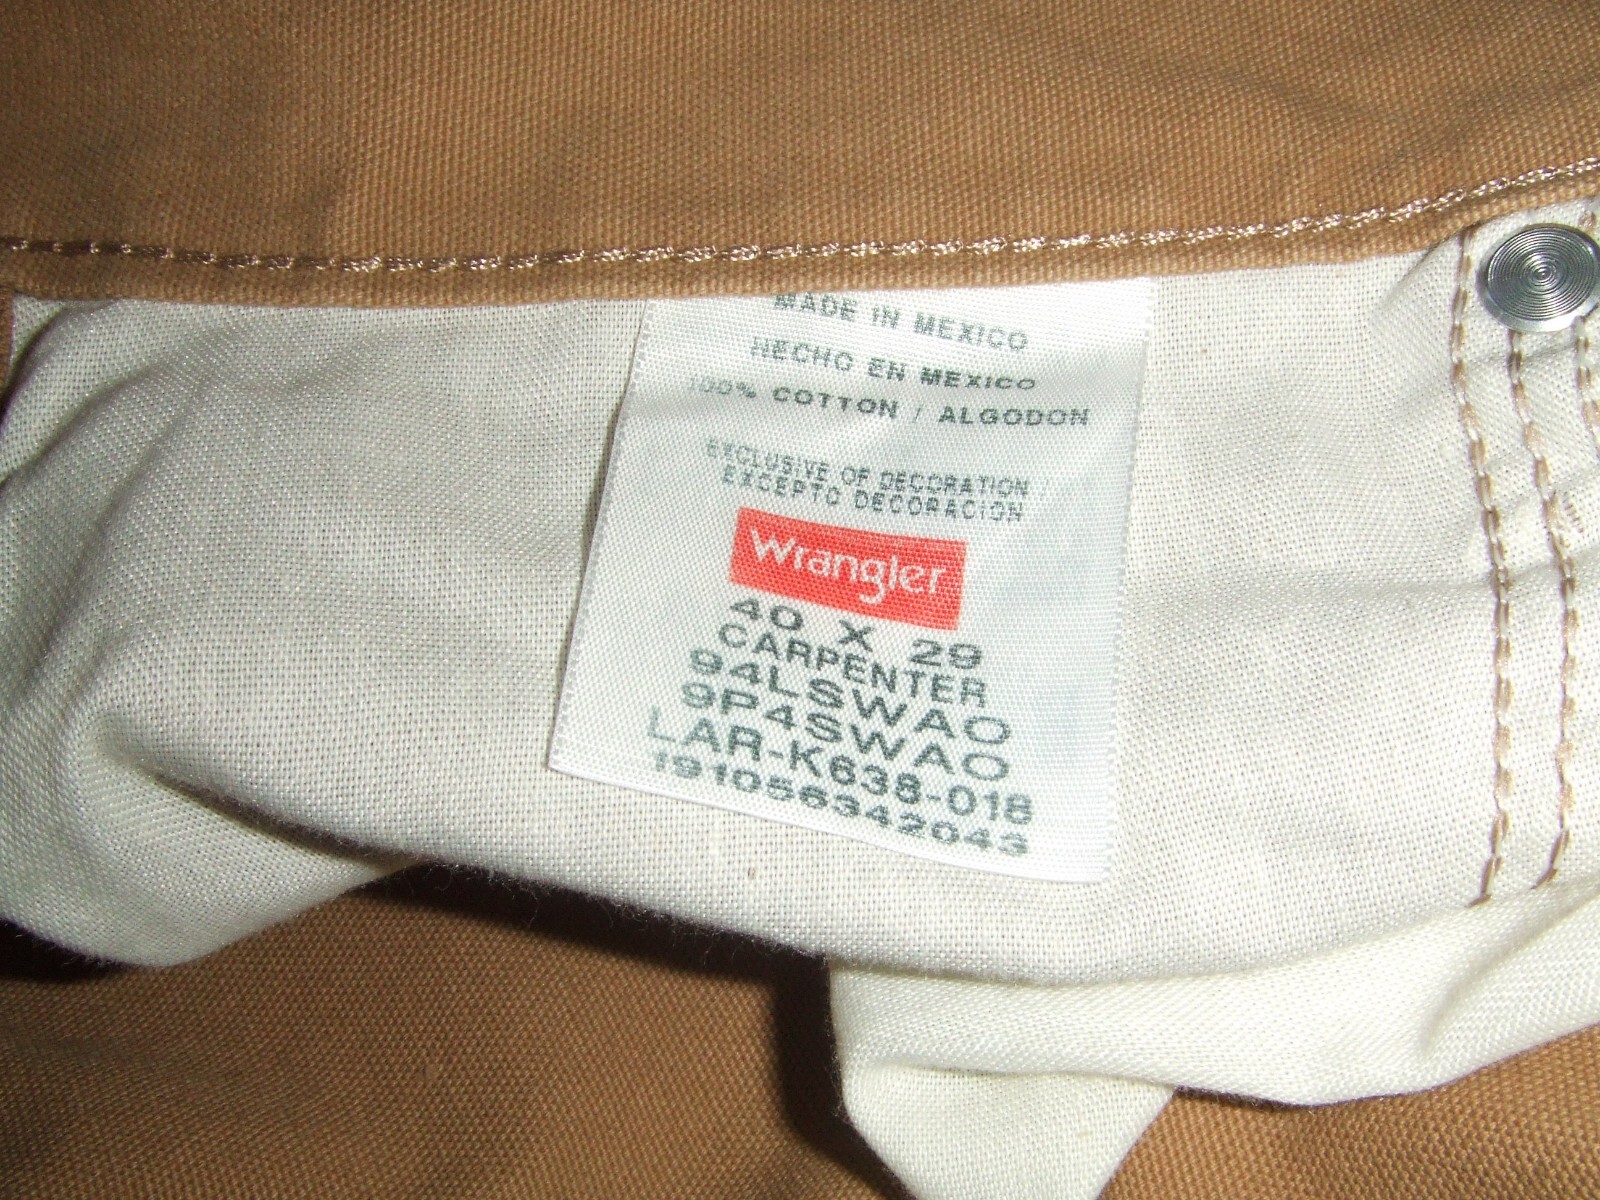 MADE IN MEXICO
HECHO EN MEXICO
100% COTTON / ALGODON
EXCLUSIVE OF DECORATION
EXCEPTO DECORACION
Wrangler
40 X 29
CARPENTER
94LSWAO
9P4SWAO
LAR-K638-018
191056342043